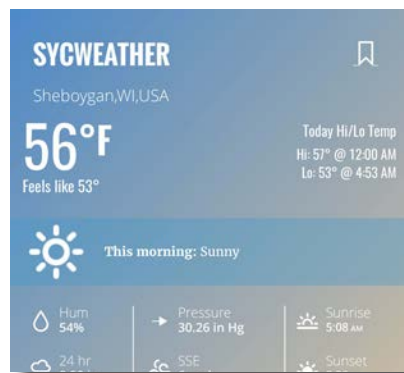 SYCWEATHER
Sheboygan,WI,USA
56°F
Feels like 53°
Today Hi/Lo Temp
Hi: 57° @ 12:00 AM
Lo: 53° @ 4:53 AM
This morning: Sunny
Hum
54%
Pressure
30.26 in Hg
Sunrise
5:08 AM
24 hr
SSE
Sunset